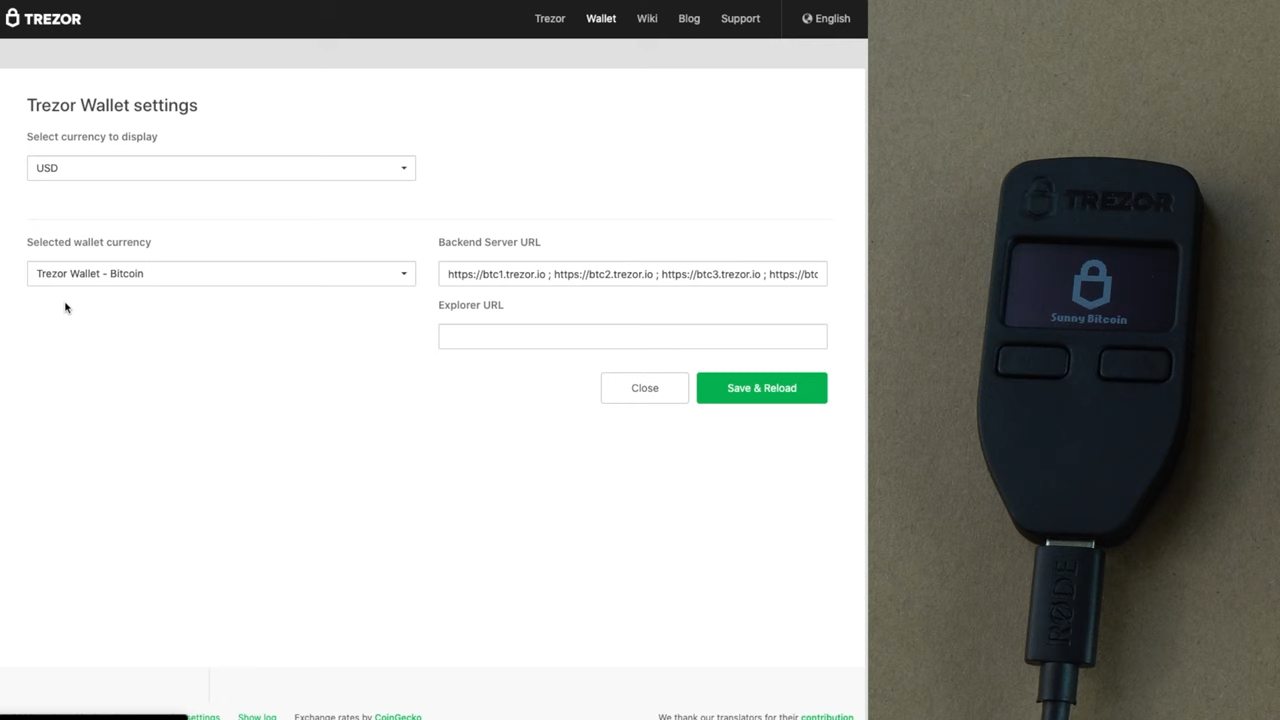 TREZOR
Trezor Wallet Wiki Blog Support English
Trezor Wallet settings
Select currency to display
USD
Selected wallet currency
Trezor Wallet - Bitcoin
Backend Server URL
https://btc1.trezor.io ; https://btc2.trezor.io ; https://btc3.trezor.io ; https://btc
Explorer URL
Close Save & Reload
settings Show log Exchange rates by CoinGecko We thank our translators for their contribution
TREZOR
Sunny Bitcoin
RØDE